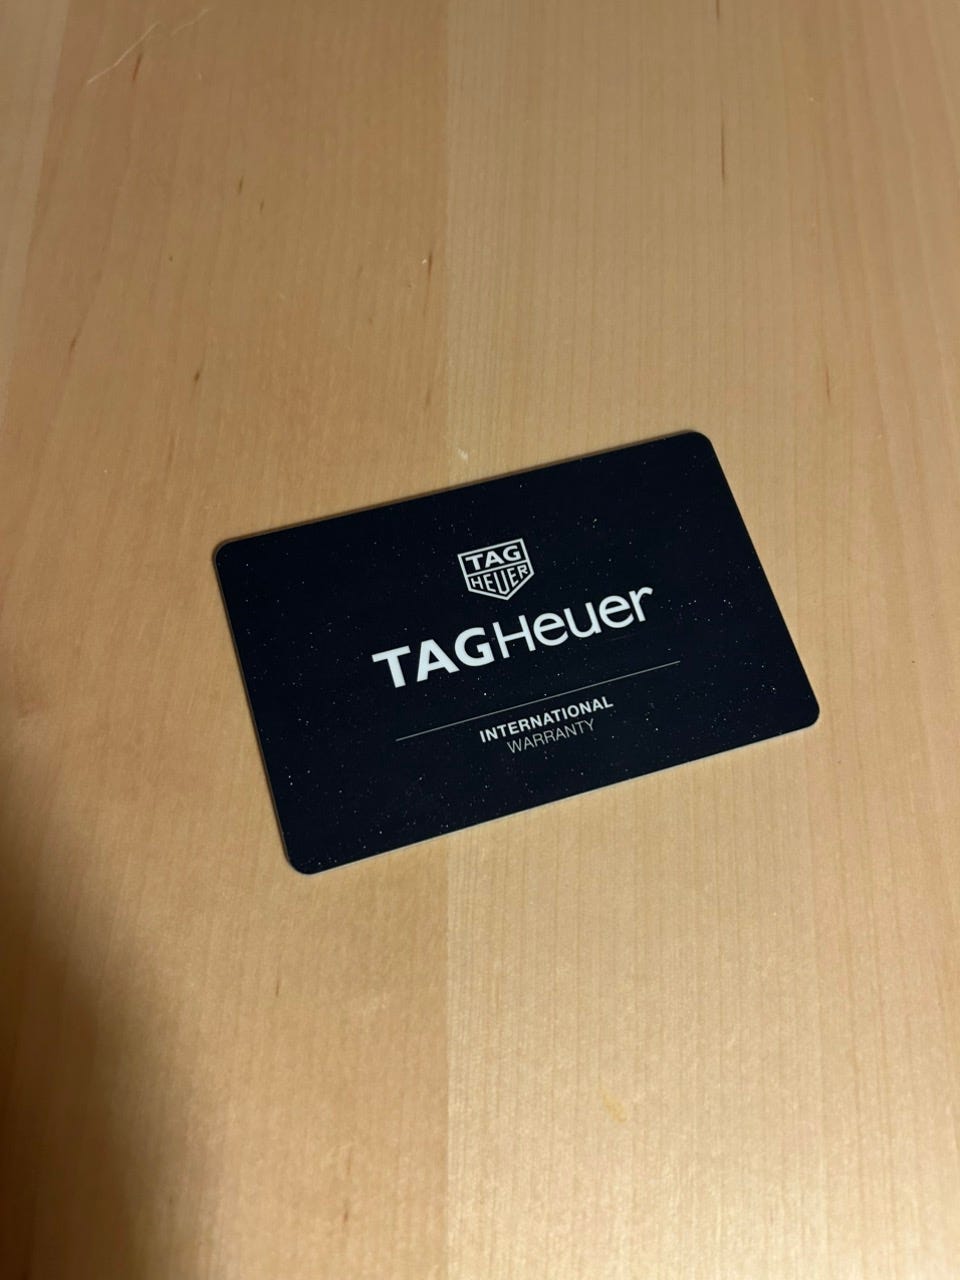 TAG
HEUER
TAGHeuer
INTERNATIONAL
WARRANTY